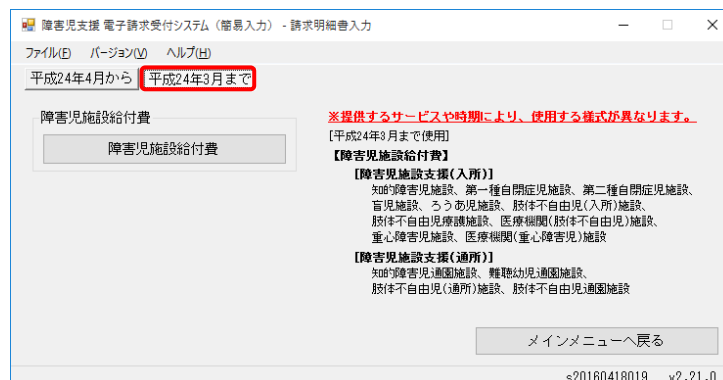 障害児支援 電子請求受付システム（簡易入力） - 請求明細書入力
ファイル(F) バージョン(V) ヘルプ(H)
平成24年4月から 平成24年3月まで
障害児施設給付費
障害児施設給付費
※提供するサービスや時期により、使用する様式が異なります。
[平成24年3月まで使用]
【障害児施設給付費】
[障害児施設支援(入所)]
知的障害児施設、第一種自閉症児施設、第二種自閉症児施設、
盲児施設、ろうあ児施設、肢体不自由児(入所)施設、
肢体不自由児療護施設、医療機関(肢体不自由児)施設、
重心障害児施設、医療機関(重心障害児)施設
[障害児施設支援(通所)]
知的障害児通園施設、難聴幼児通園施設、
肢体不自由児(通所)施設、肢体不自由児通園施設
メインメニューへ戻る
s20160418019 v2.21.0